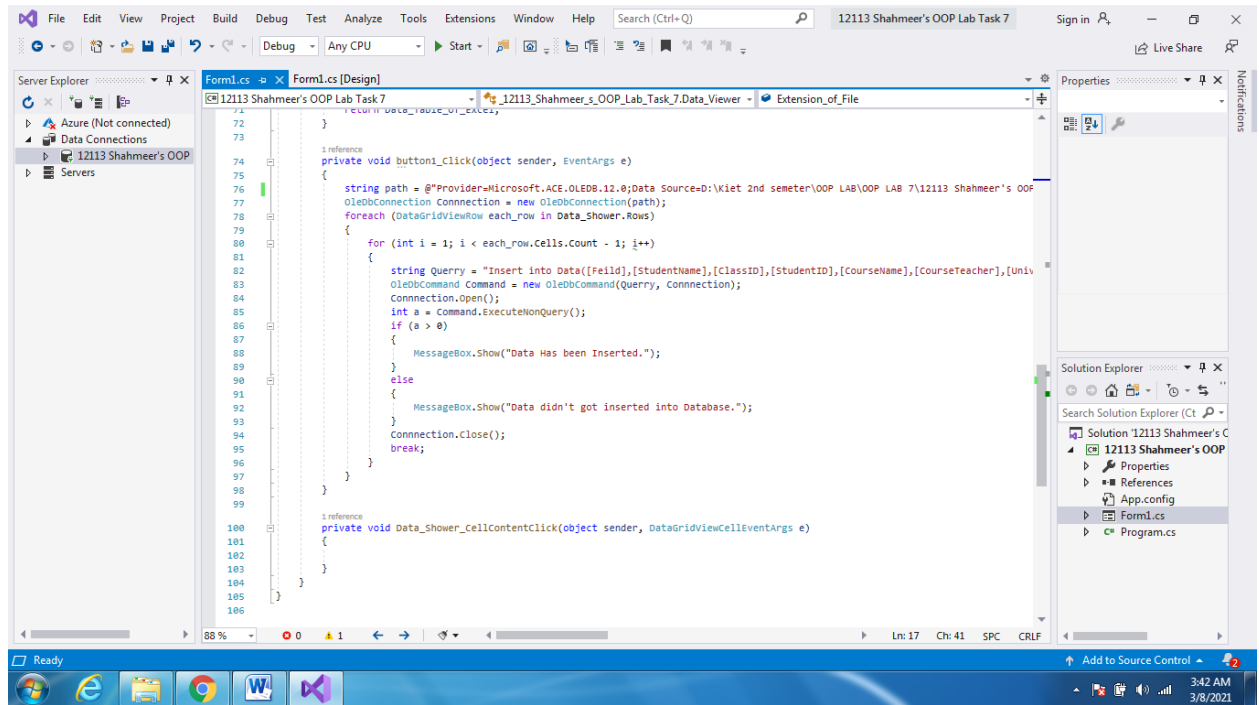 File Edit View Project Build Debug Test Analyze Tools Extensions Window Help Search (Ctrl+Q) 12113 Shahmeer's OOP Lab Task 7 Sign in
Debug Any CPU Start Live Share
Server Explorer
Azure (Not connected)
Data Connections
12113 Shahmeer's OOP
Servers
Form1.cs Form1.cs [Design]
C# 12113 Shahmeer's OOP Lab Task 7 _12113_Shahmeer_s_OOP_Lab_Task_7.Data_Viewer Extension_of_File
71 return Data_Table_Of_Excel;
72 }
73
1 reference
74 private void button1_Click(object sender, EventArgs e)
75 {
76 string path = @"Provider=Microsoft.ACE.OLEDB.12.0;Data Source=D:\Kiet 2nd semeter\OOP LAB\OOP LAB 7\12113 Shahmeer's OOP
77 OleDbConnection Connnection = new OleDbConnection(path);
78 foreach (DataGridViewRow each_row in Data_Shower.Rows)
79 {
80 for (int i = 1; i < each_row.Cells.Count - 1; i++)
81 {
82 string Querry = "Insert into Data([Feild],[StudentName],[ClassID],[StudentID],[CourseName],[CourseTeacher],[Univ
83 OleDbCommand Command = new OleDbCommand(Querry, Connnection);
84 Connnection.Open();
85 int a = Command.ExecuteNonQuery();
86 if (a > 0)
87 {
88 MessageBox.Show("Data Has been Inserted.");
89 }
90 else
91 {
92 MessageBox.Show("Data didn't got inserted into Database.");
93 }
94 Connnection.Close();
95 break;
96 }
97 }
98 }
99
1 reference
100 private void Data_Shower_CellContentClick(object sender, DataGridViewCellEventArgs e)
101 {
102
103 }
104 }
105 }
106
88 % 0 1 Ln: 17 Ch: 41 SPC CRLF
Properties
Notifications
Solution Explorer
Search Solution Explorer (Ct
Solution '12113 Shahmeer's O
C# 12113 Shahmeer's OOP
Properties
References
App.config
Form1.cs
C# Program.cs
Ready Add to Source Control 2
3:42 AM
3/8/2021